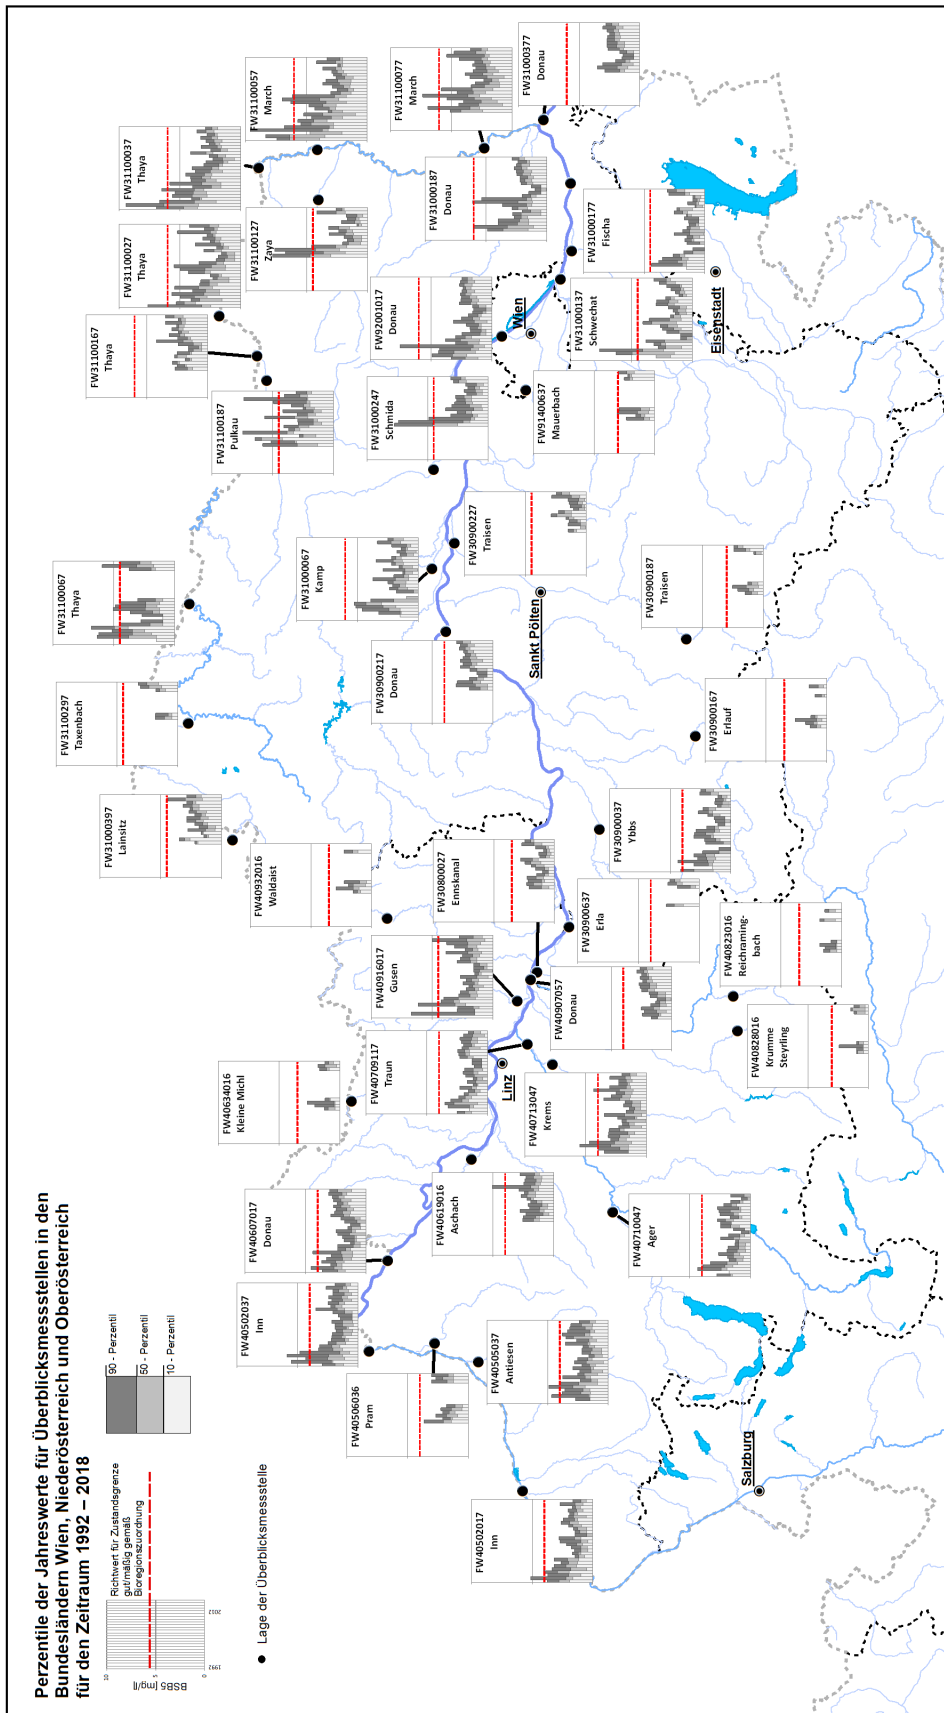 Perzentile der Jahreswerte für Überblicksmessstellen in den
Bundesländern Wien, Niederösterreich und Oberösterreich
für den Zeitraum 1992 – 2018
Richtwert für Zustandsgrenze
gut/mäßig gemäß
Bioregionszuordnung
10
5
0
BSB5 [mg/l]
1992
2012
90 - Perzentil
50 - Perzentil
10 - Perzentil
Lage der Überblicksmessstelle
FW40502037
Inn
FW40607017
Donau
FW40634016
Kleine Michl
FW40932016
Waldaist
FW31000397
Lainsitz
FW31100297
Taxenbach
FW31100067
Thaya
FW31100187
Pulkau
FW31100167
Thaya
FW31100027
Thaya
FW31100037
Thaya
FW31100127
Zaya
FW31100057
March
FW31100077
March
FW31000377
Donau
FW40506036
Pram
FW40709117
Traun
FW40916017
Gusen
FW30900217
Donau
FW31000067
Kamp
FW31000247
Schmida
FW92001017
Donau
FW31000187
Donau
FW40505037
Antiesen
FW40619016
Aschach
FW30800027
Ennskanal
FW30900227
Traisen
FW40502017
Inn
Linz
FW40713047
Krems
FW40907057
Donau
FW30900637
Erla
Sankt Pölten
FW91400637
Mauerbach
Wien
FW31000137
Schwechat
FW31000177
Fischa
FW30900037
Ybbs
FW40710047
Ager
FW30900187
Traisen
FW30900167
Erlauf
Eisenstadt
FW40823016
Reichraming-
bach
FW40828016
Krumme
Steyrling
Salzburg